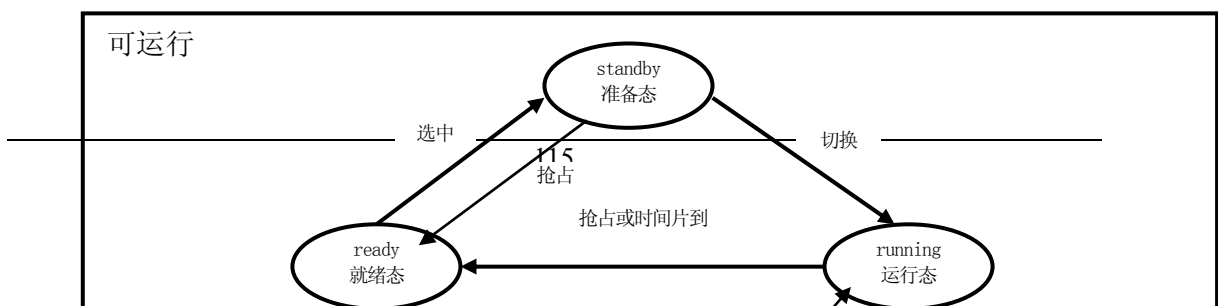 可运行
standby
准备态
选中
切换
115
抢占
抢占或时间片到
ready
就绪态
running
运行态